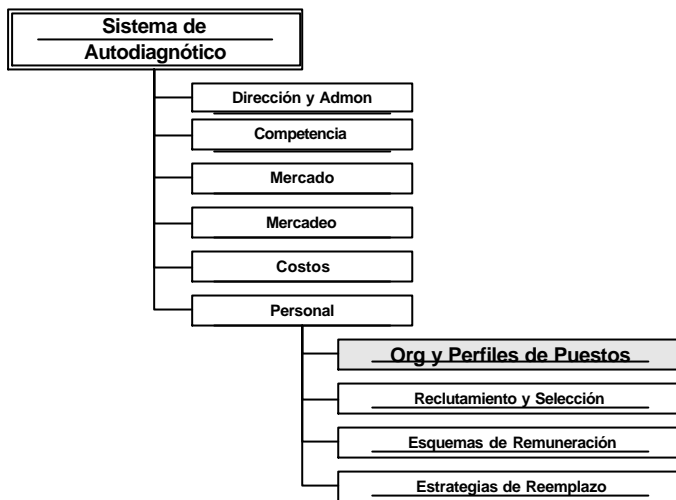 Sistema de
Autodiagnótico
Dirección y Admon
Competencia
Mercado
Mercadeo
Costos
Personal
Org y Perfiles de Puestos
Reclutamiento y Selección
Esquemas de Remuneración
Estrategias de Reemplazo